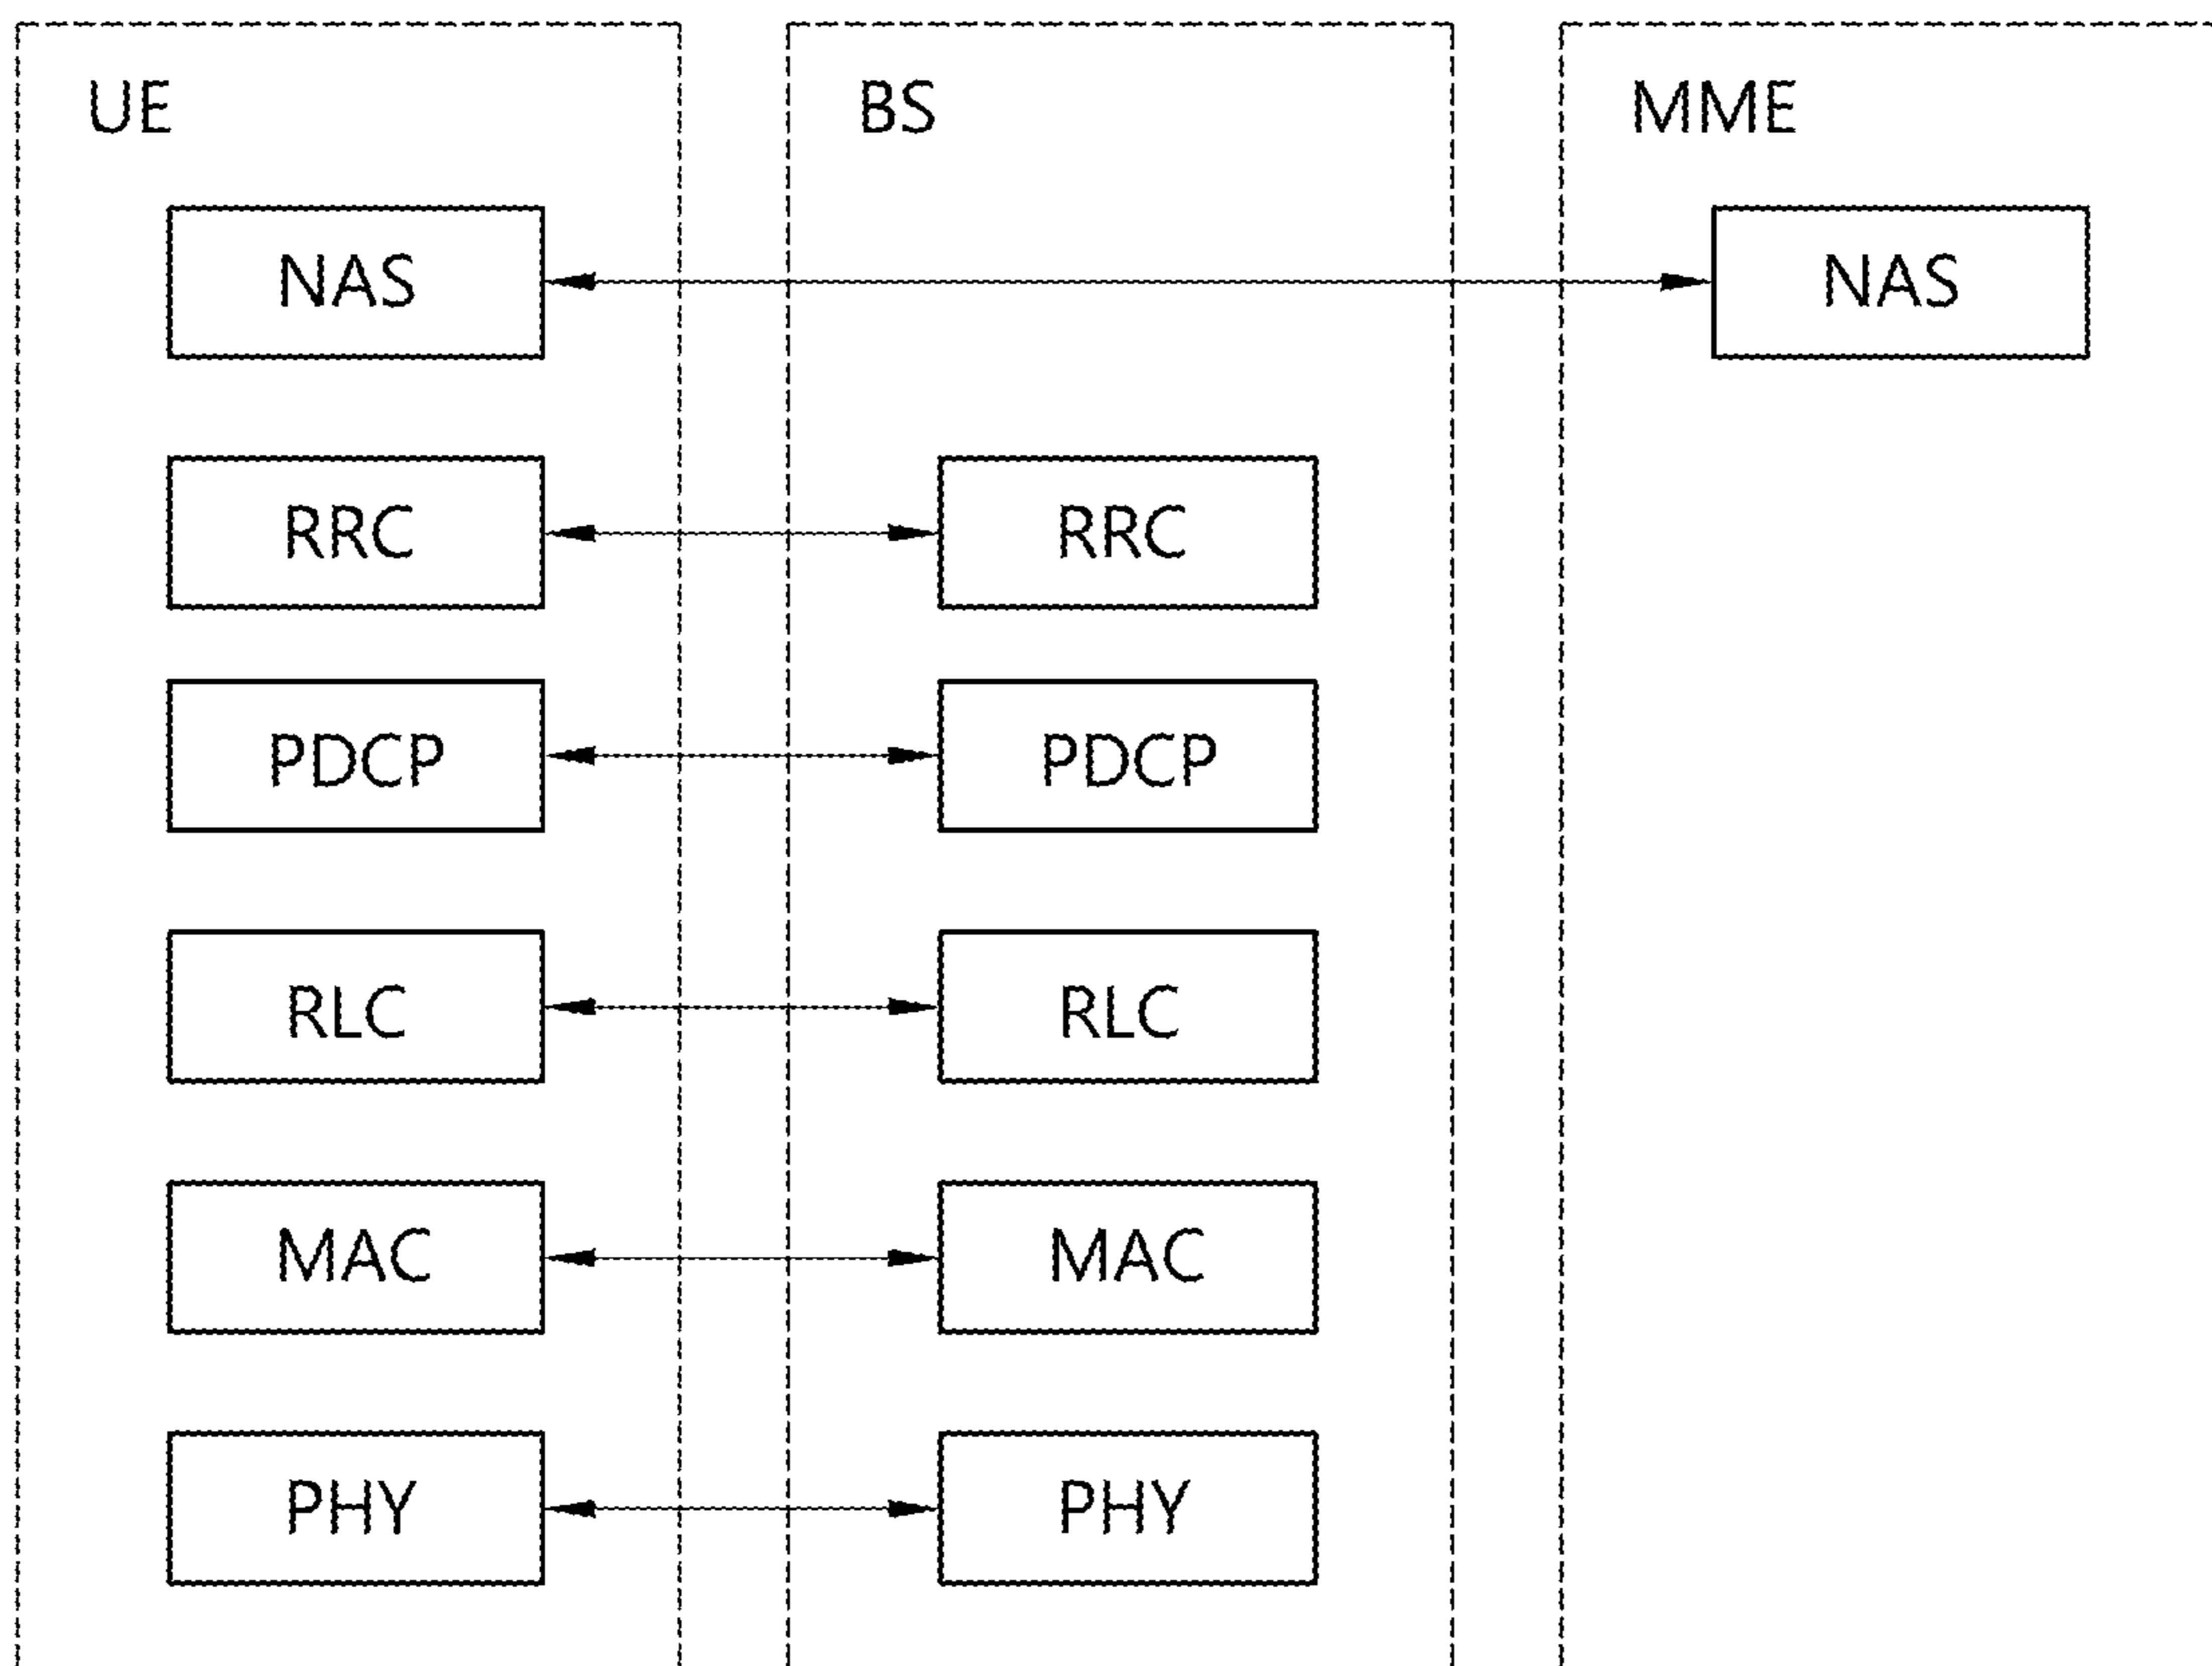 UE BS MME
NAS NAS
RRC RRC
PDCP PDCP
RLC RLC
MAC MAC
PHY PHY